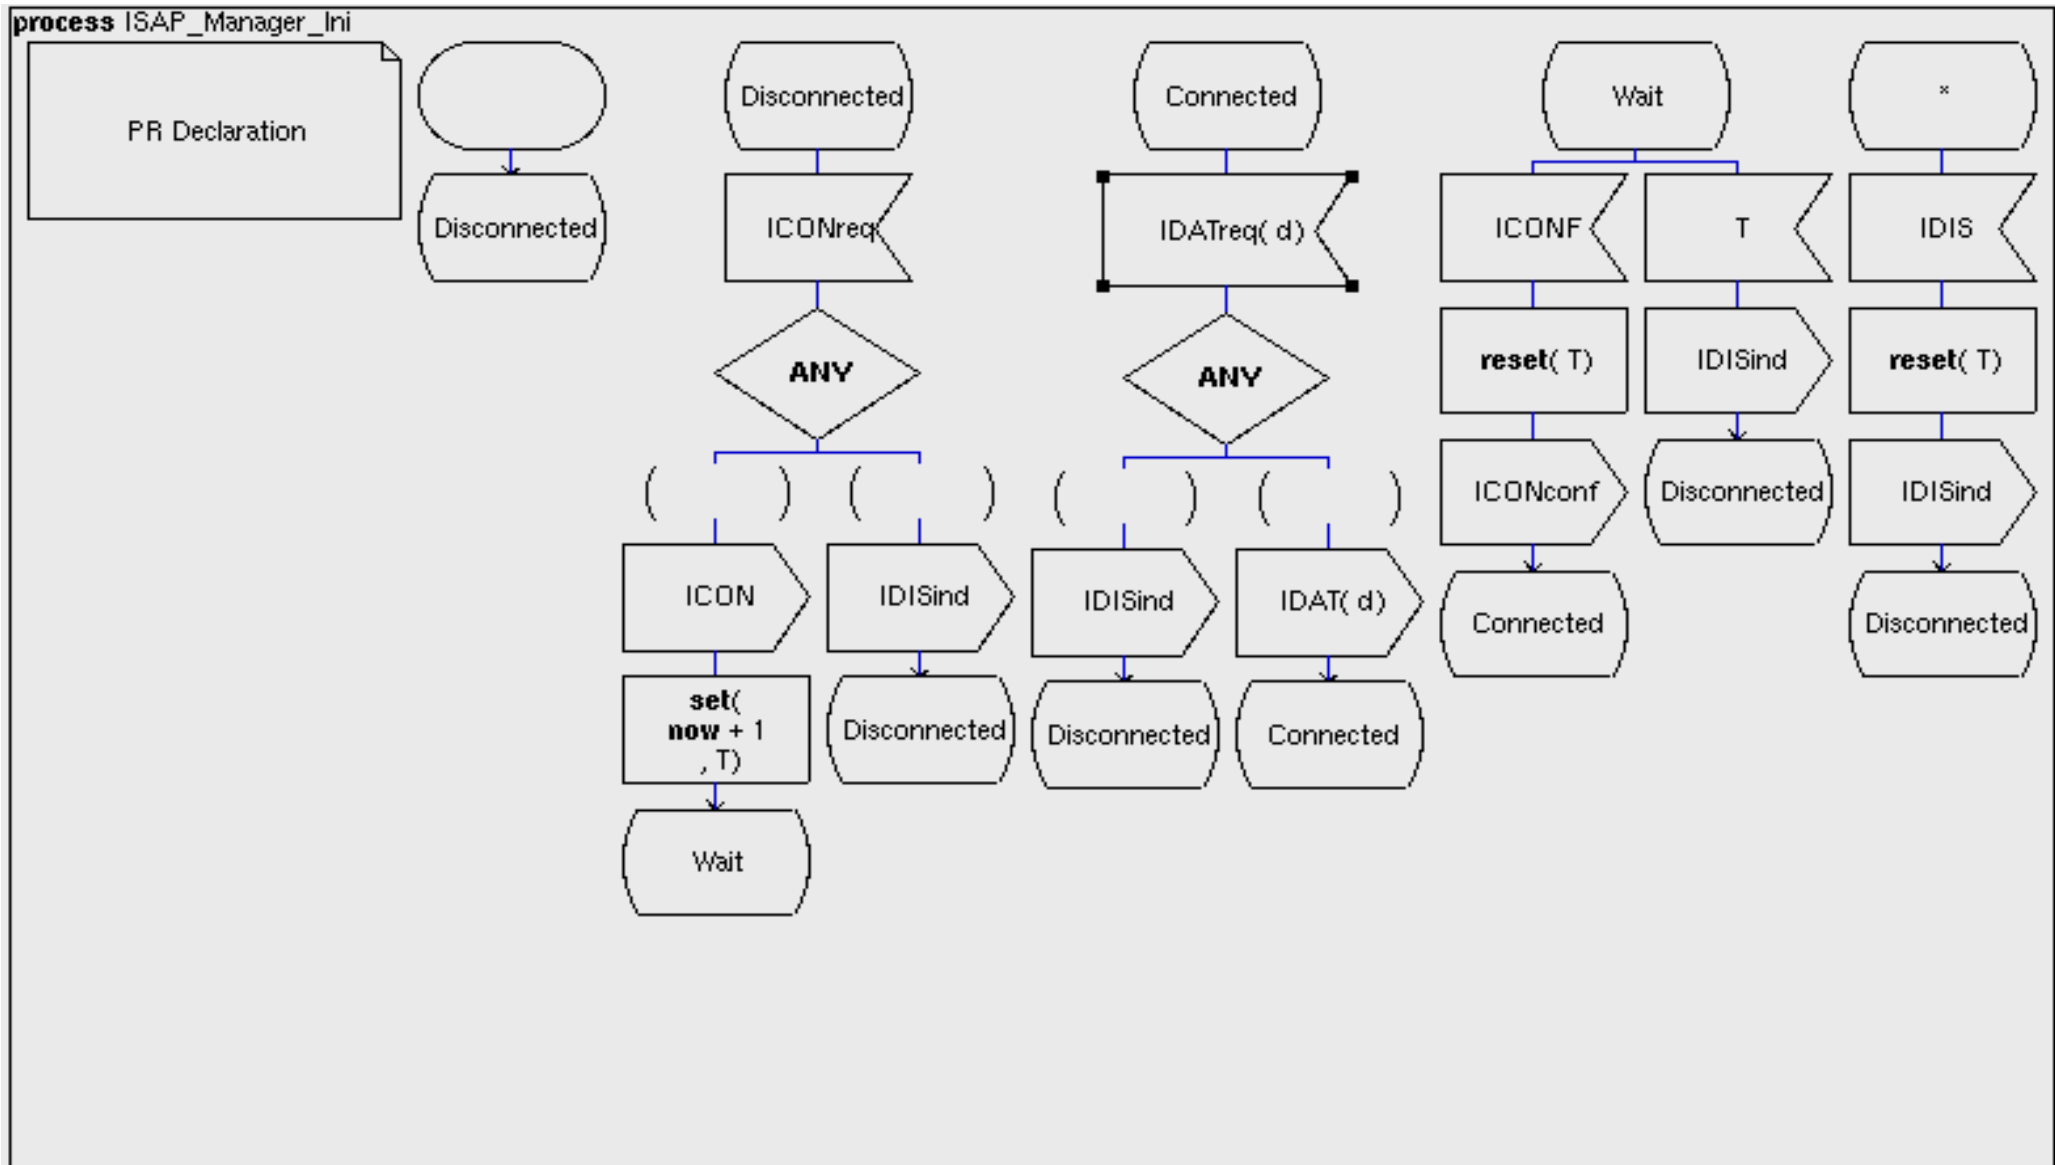 process ISAP_Manager_Ini
PR Declaration
Disconnected
Disconnected
ICONreq
ANY
( )
ICON
set(
now + 1
, T)
Wait
( )
IDISind
Disconnected
Connected
IDATreq( d)
ANY
( )
IDISind
Disconnected
( )
IDAT( d)
Connected
Wait
ICONF
reset( T)
ICONconf
Connected
T
IDISind
Disconnected
*
IDIS
reset( T)
IDISind
Disconnected